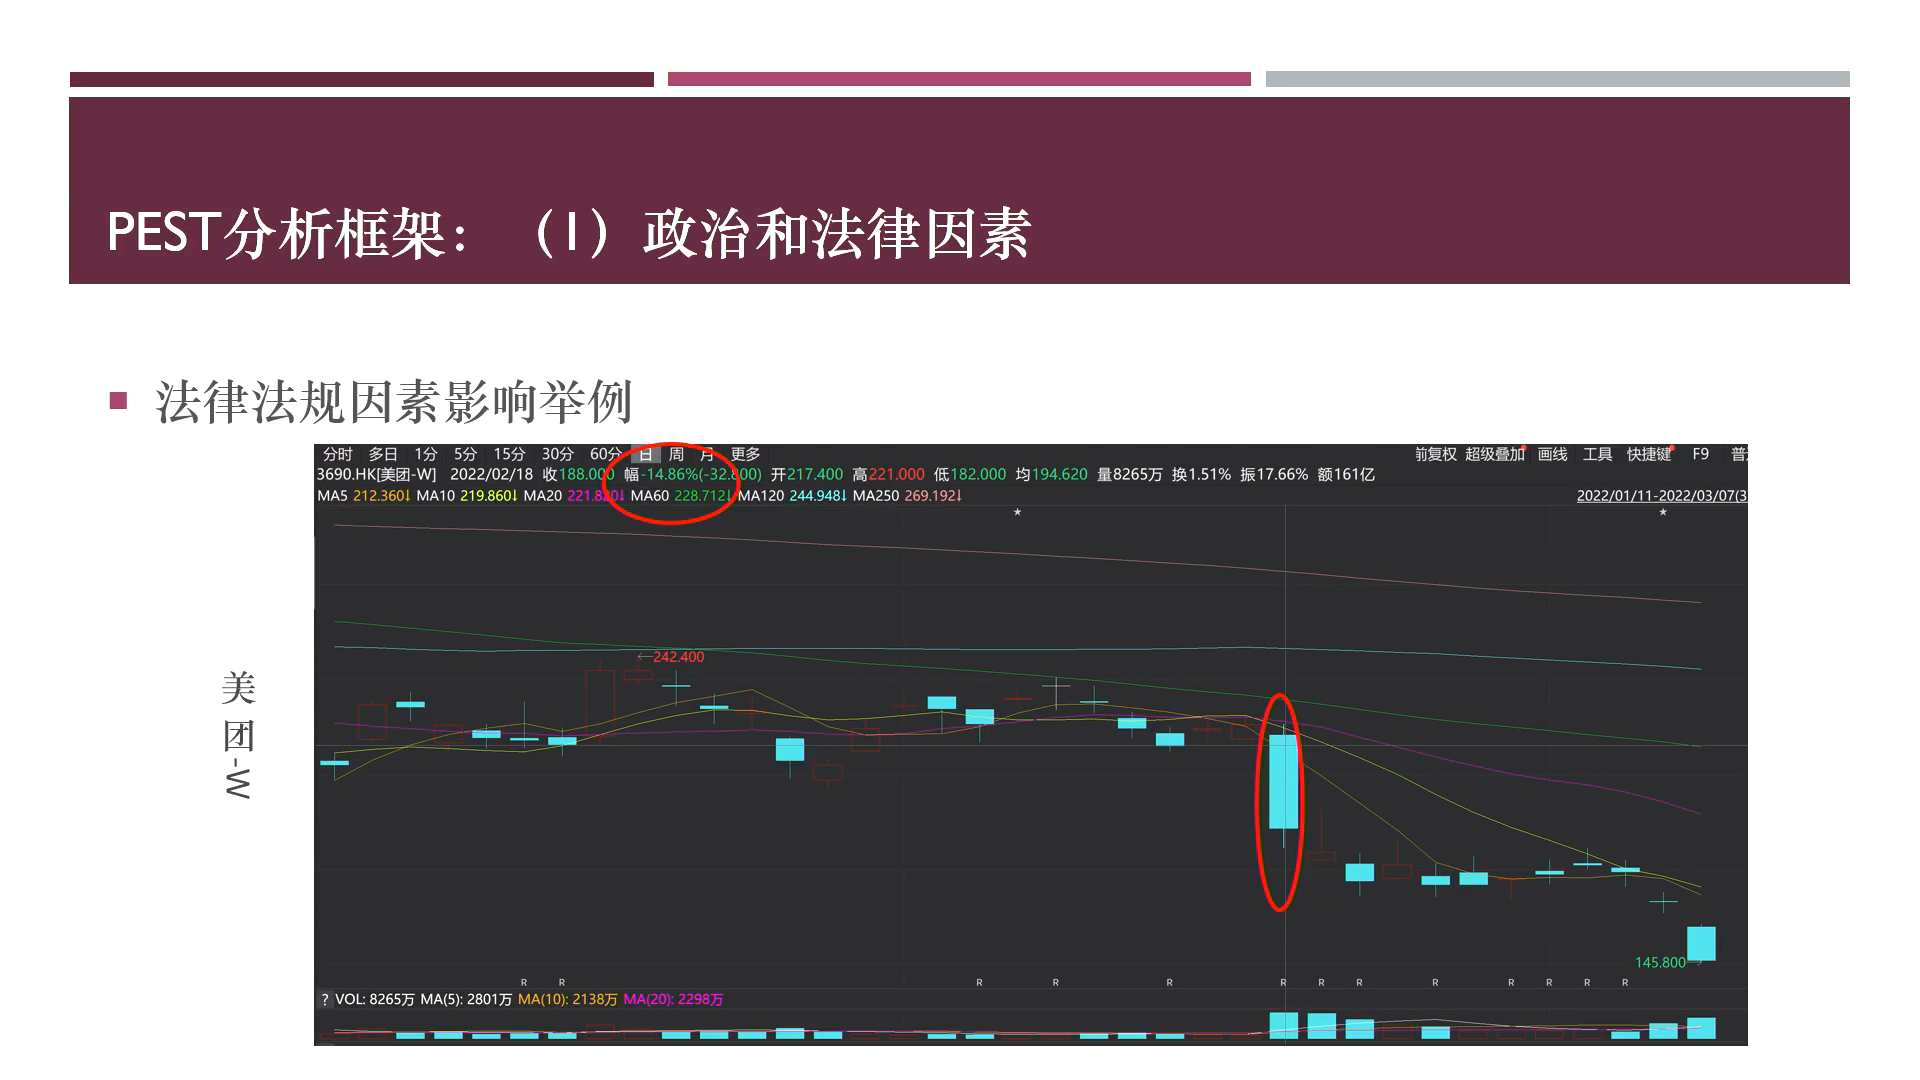 PEST分析框架：（1）政治和法律因素
法律法规因素影响举例
分时 多日 1分 5分 15分 30分 60分 日 周 月 更多 前复权 超级叠加 画线 工具 快捷键 F9
3690.HK[美团-W] 2022/02/18 收188.000 幅-14.86%(-32.800) 开217.400 高221.000 低182.000 均194.620 量8265万 换1.51% 振17.66% 额161亿
MA5 212.360↓ MA10 219.860↓ MA20 221.820↓ MA60 228.712↓ MA120 244.948↓ MA250 269.192↓ 2022/01/11-2022/03/07(3
←242.400
美团-W
145.800→
R R R R R R R R R R R R R
? VOL: 8265万 MA(5): 2801万 MA(10): 2138万 MA(20): 2298万